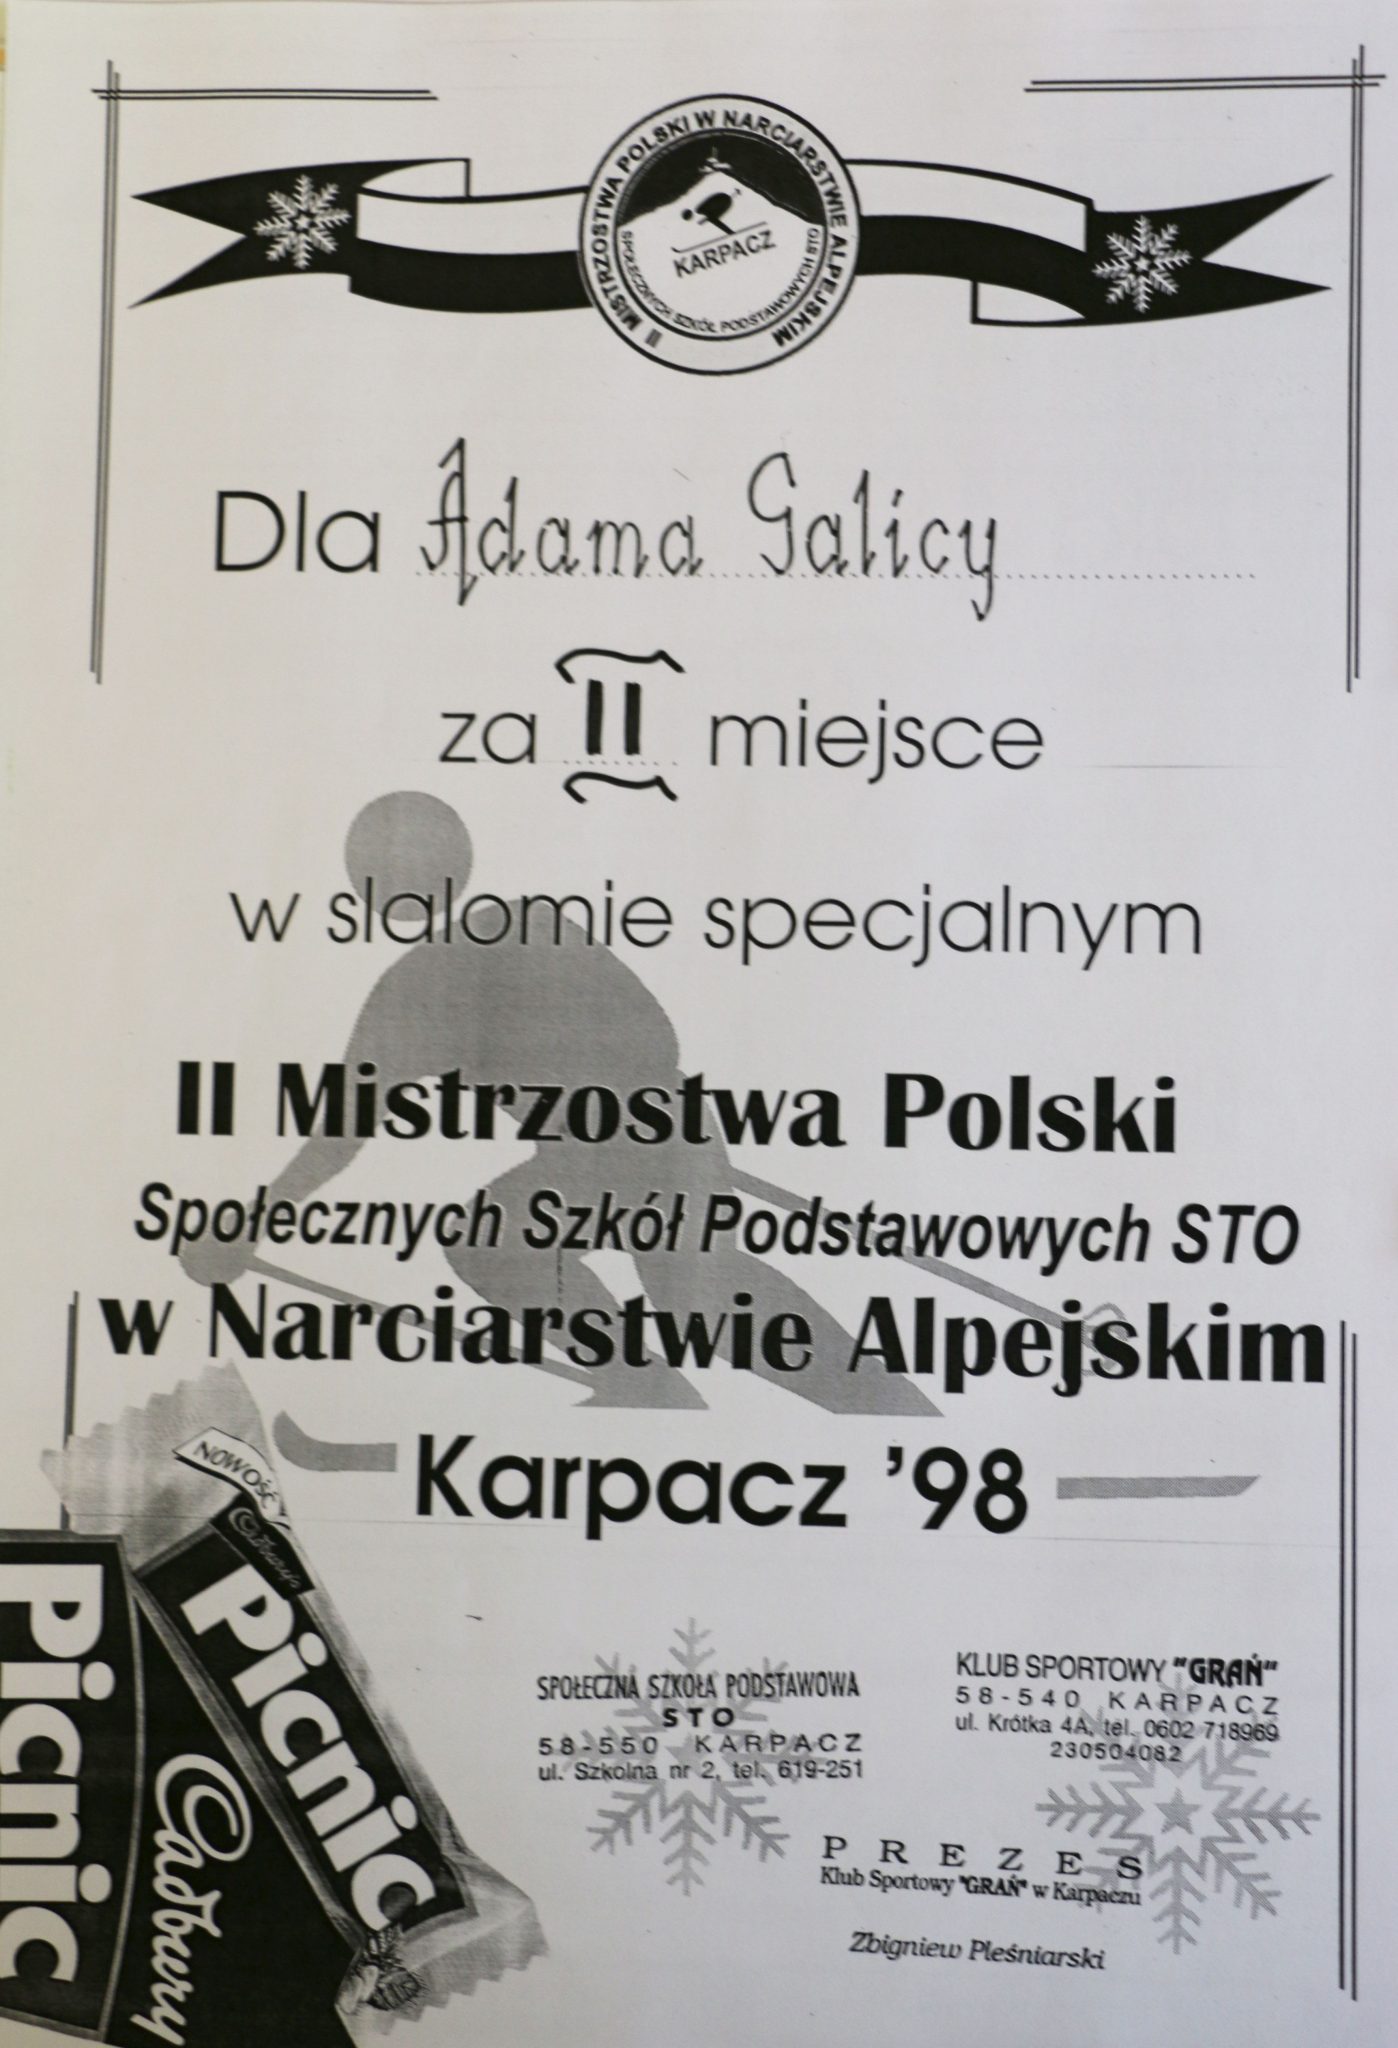 II MISTRZOSTWA POLSKI W NARCIARSTWIE ALPEJSKIM
SPOŁECZNYCH SZKÓŁ PODSTAWOWYCH STO
KARPACZ
Dla Adama Galicy
za II miejsce
w slalomie specjalnym
II Mistrzostwa Polski
Społecznych Szkół Podstawowych STO
w Narciarstwie Alpejskim
Karpacz '98
NOWOŚĆ
Cadbury
Picnic
Picnic
Cadbury
SPOŁECZNA SZKOŁA PODSTAWOWA
STO
58-550 KARPACZ
ul. Szkolna nr 2, tel. 619-251
KLUB SPORTOWY "GRAŃ"
58-540 KARPACZ
ul. Krótka 4A, tel. 0602 718969
230504082
PREZES
Klub Sportowy "GRAŃ" w Karpaczu
Zbigniew Pleśniarski